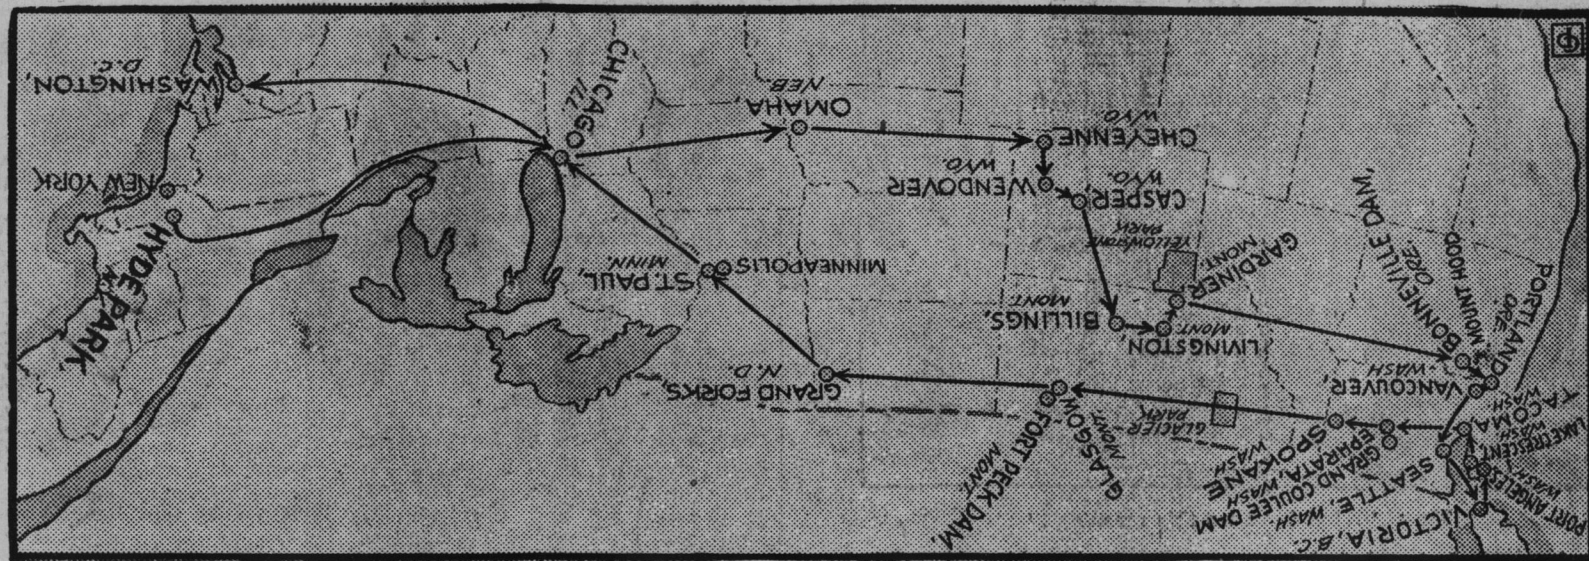 VICTORIA, B.C.
PORT ANGELES,
WASH
LAKE CRESCENT,
WASH
TACOMA,
WASH
SEATTLE, WASH.
GRAND COULEE DAM
EPHRATA, WASH
SPOKANE
WASH
FORT PECK DAM,
MONT.
GLASGOW
MONT
GLACIER
PARK
GRAND FORKS,
N. D.
VANCOUVER,
WASH
PORTLAND
ORE.
MOUNT HOOD
BONNEVILLE DAM,
ORE.
LIVINGSTON,
MONT.
GARDINER
MONT.
BILLINGS,
MONT.
YELLOWSTONE
PARK
MINNEAPOLIS
ST. PAUL,
MINN.
HYDE PARK,
NEW YORK
CASPER,
WYO.
WENDOVER
WYO.
CHEYENNE
WYO.
OMAHA
NEB.
CHICAGO
ILL
WASHINGTON,
D.C.